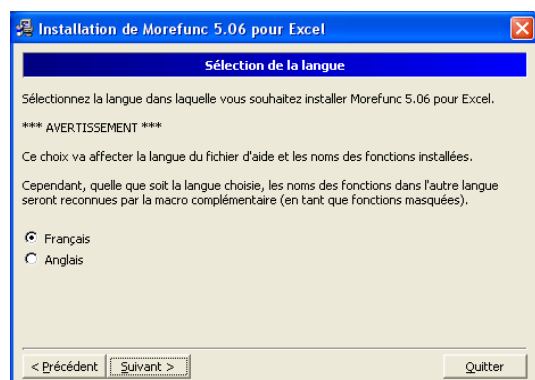 Installation de Morefunc 5.06 pour Excel
Sélection de la langue
Sélectionnez la langue dans laquelle vous souhaitez installer Morefunc 5.06 pour Excel.
*** AVERTISSEMENT ***
Ce choix va affecter la langue du fichier d'aide et les noms des fonctions installées.
Cependant, quelle que soit la langue choisie, les noms des fonctions dans l'autre langue
seront reconnues par la macro complémentaire (en tant que fonctions masquées).
Français
Anglais
< Précédent Suivant > Quitter